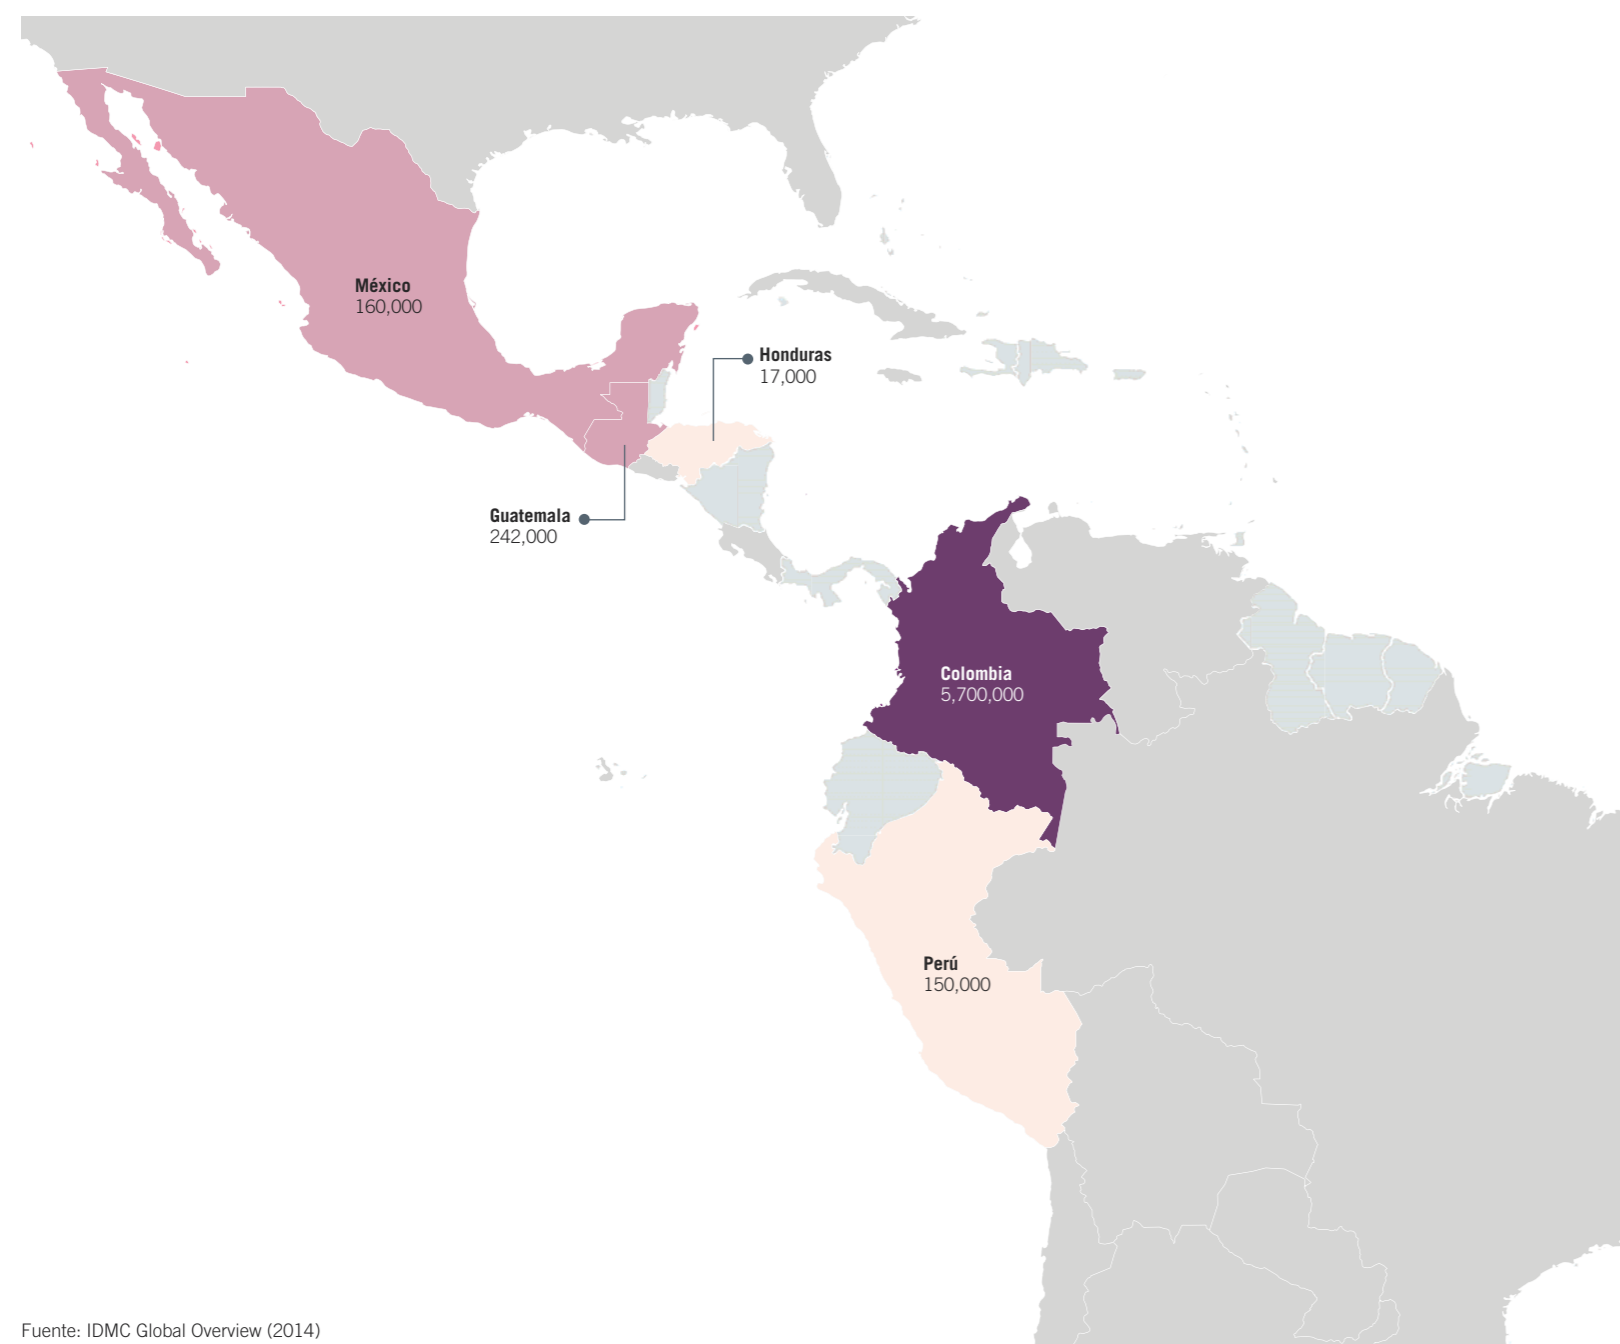 México
160,000
Honduras
17,000
Guatemala
242,000
Colombia
5,700,000
Perú
150,000
Fuente: IDMC Global Overview (2014)